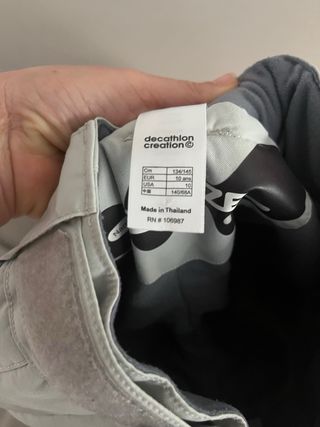 decathlon
creation©
Cm 134/145
EUR 10 ans
USA 10
中国 140/68A
Made in Thailand
RN # 106987